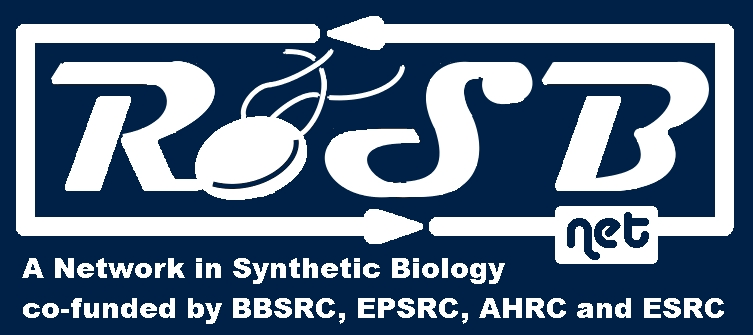 RoSB
net
A Network in Synthetic Biology
co-funded by BBSRC, EPSRC, AHRC and ESRC